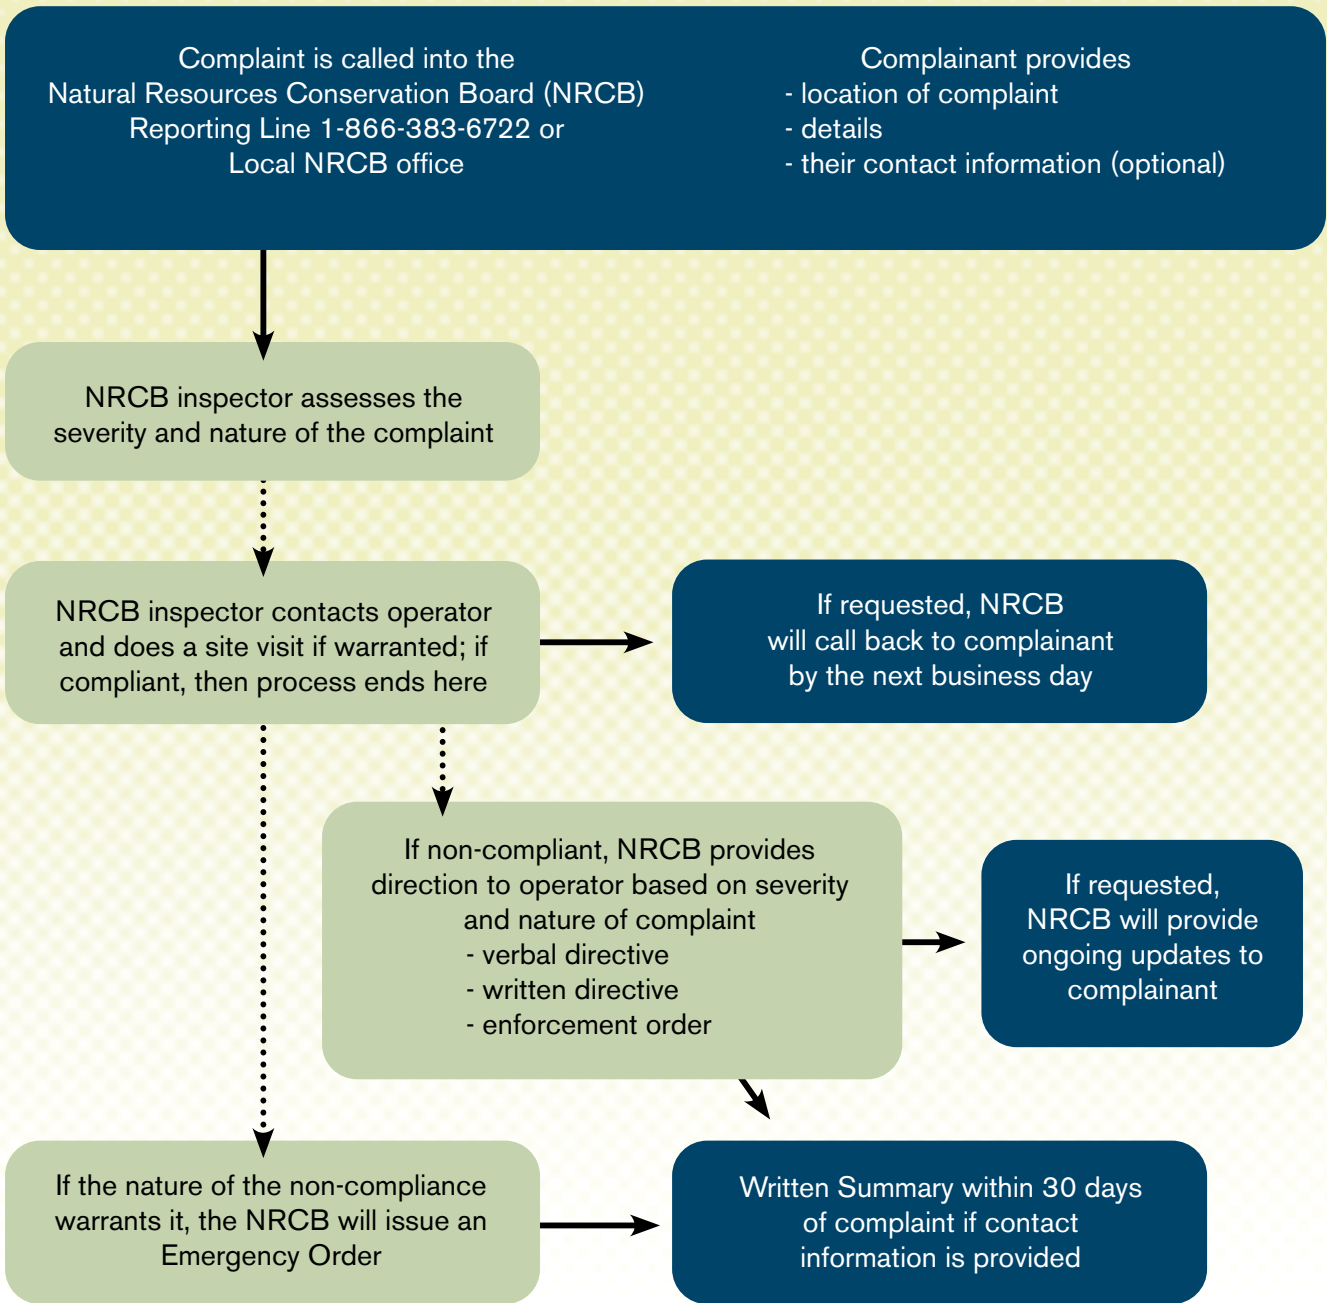 Complaint is called into the
Natural Resources Conservation Board (NRCB)
Reporting Line 1-866-383-6722 or
Local NRCB office
Complainant provides
- location of complaint
- details
- their contact information (optional)
NRCB inspector assesses the
severity and nature of the complaint
NRCB inspector contacts operator
and does a site visit if warranted; if
compliant, then process ends here
If requested, NRCB
will call back to complainant
by the next business day
If non-compliant, NRCB provides
direction to operator based on severity
and nature of complaint
- verbal directive
- written directive
- enforcement order
If requested,
NRCB will provide
ongoing updates to
complainant
If the nature of the non-compliance
warrants it, the NRCB will issue an
Emergency Order
Written Summary within 30 days
of complaint if contact
information is provided